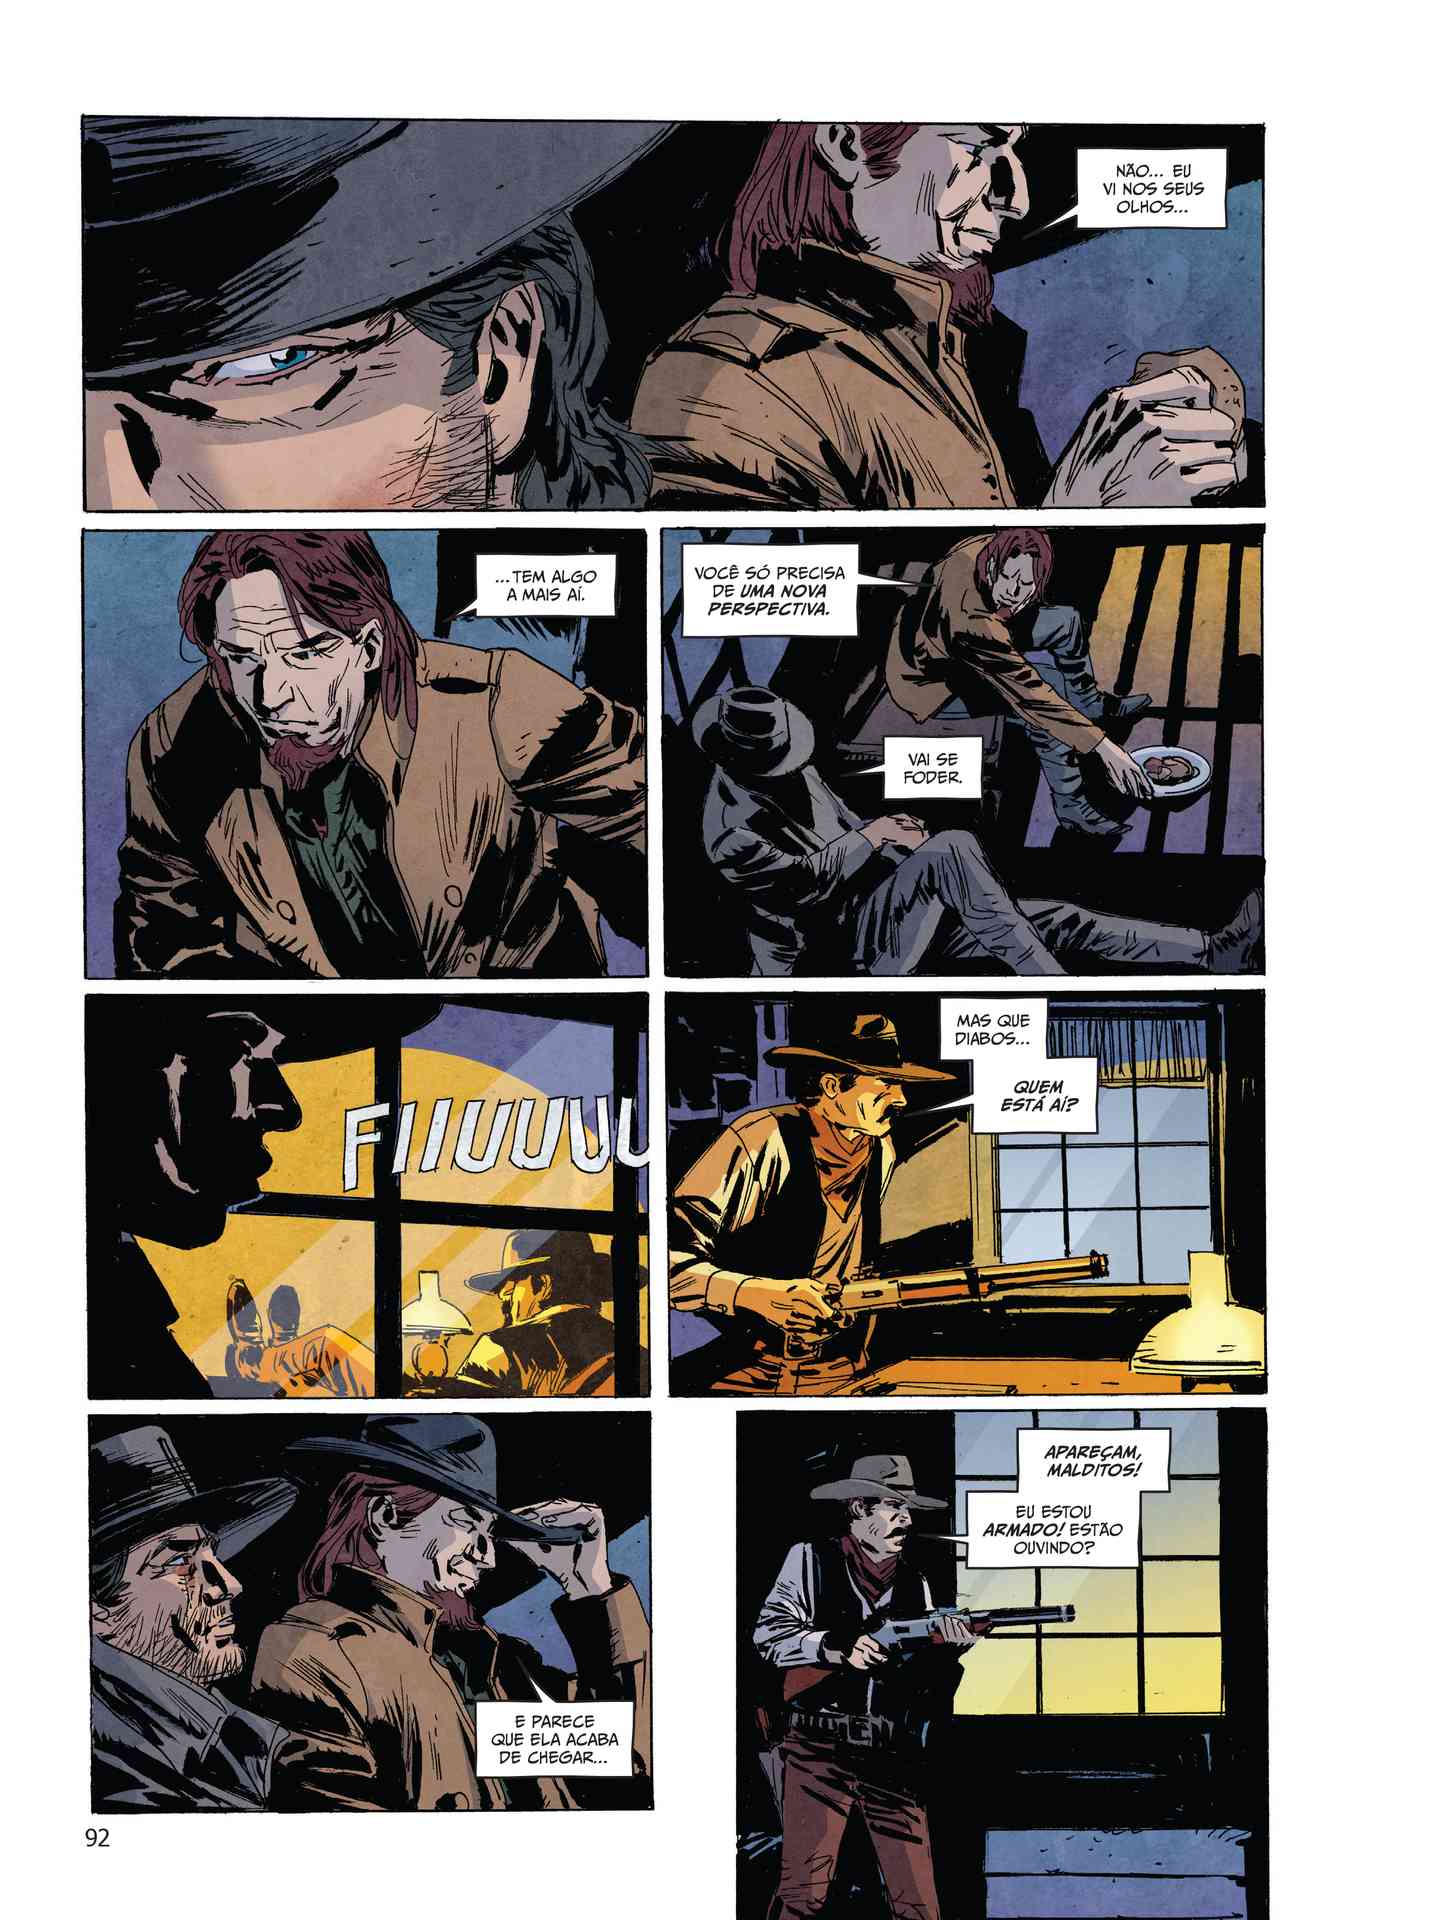 NÃO... EU
VI NOS SEUS
OLHOS...
...TEM ALGO
A MAIS AÍ.
VOCÊ SÓ PRECISA
DE UMA NOVA
PERSPECTIVA.
VAI SE
FODER.
FIIIUUUUU
MAS QUE
DIABOS...
QUEM
ESTÁ AÍ?
E PARECE
QUE ELA ACABA
DE CHEGAR...
APAREÇAM,
MALDITOS!
EU ESTOU
ARMADO! ESTÃO
OUVINDO?
92